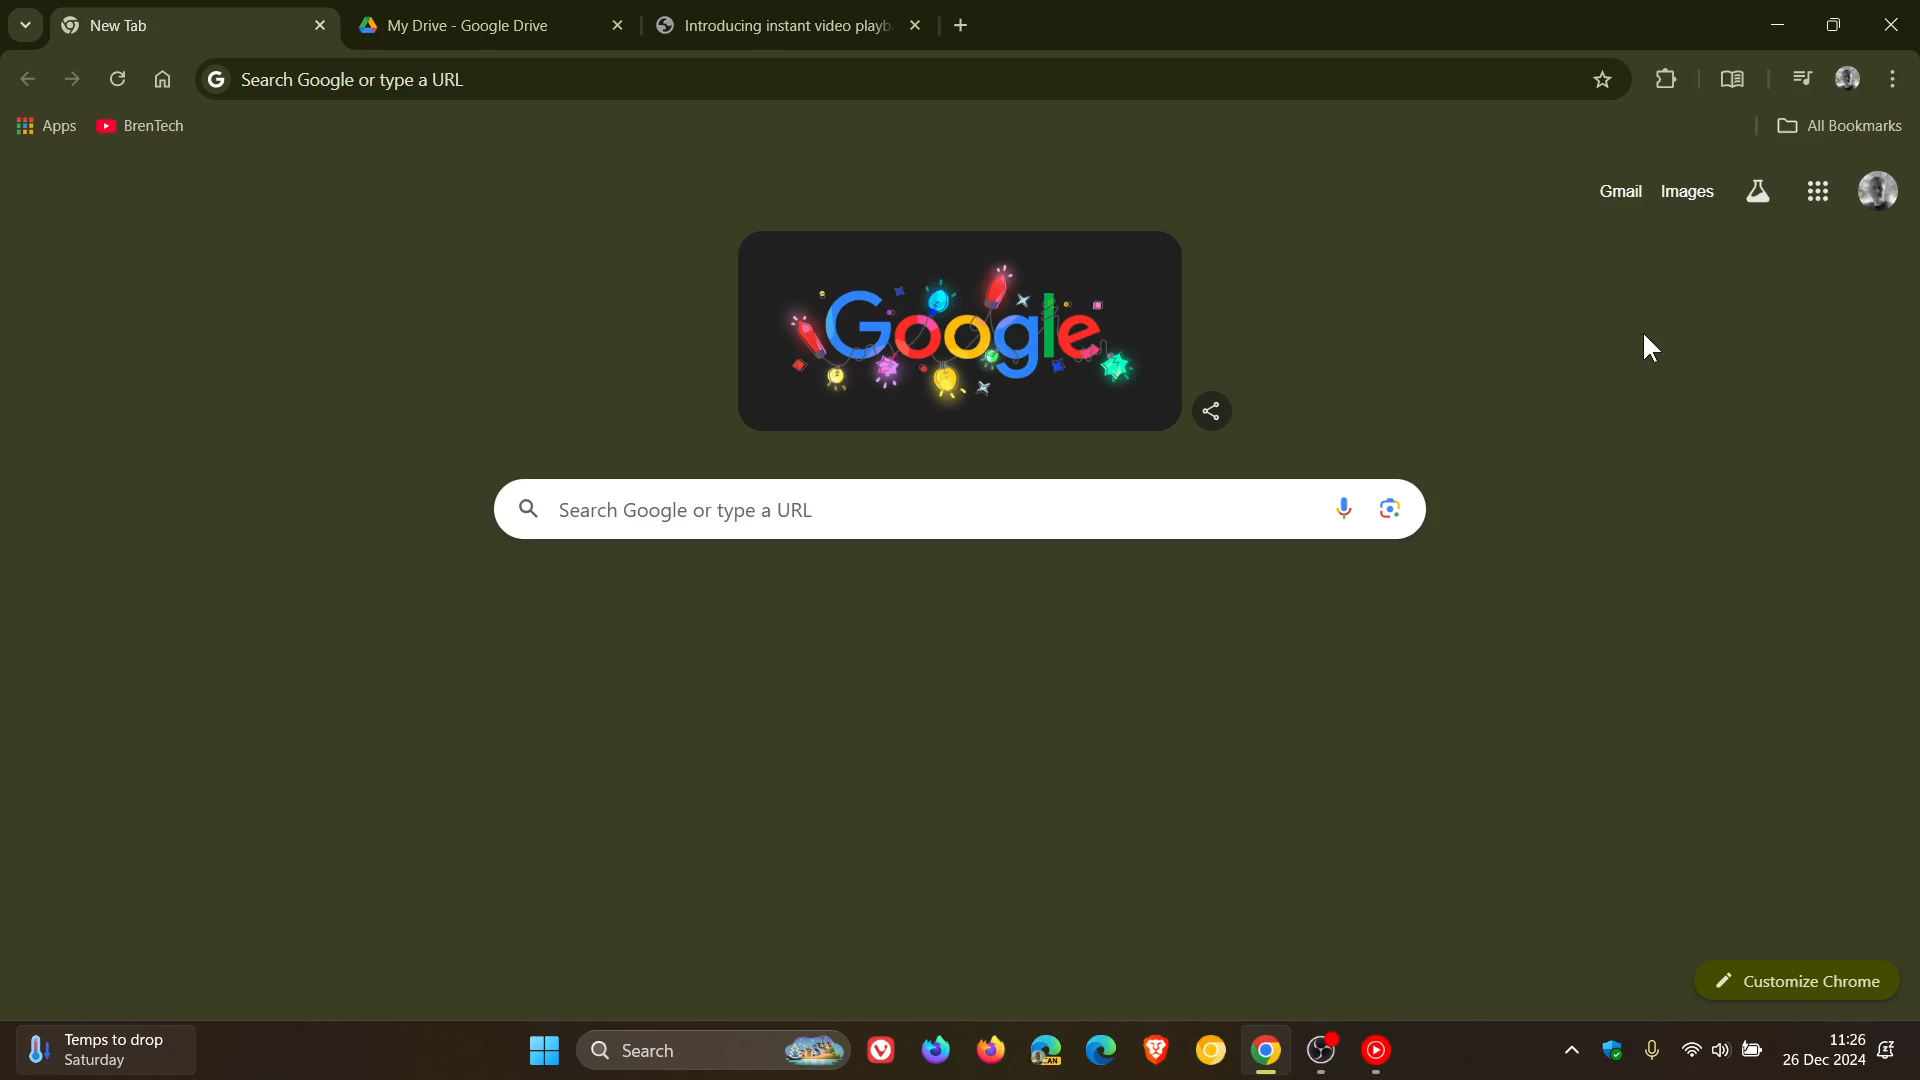 New Tab
My Drive - Google Drive
Introducing instant video playb
Search Google or type a URL
Apps
BrenTech
All Bookmarks
Gmail
Images
Google
Search Google or type a URL
Customize Chrome
Temps to drop
Saturday
Search
CAN
11:26
26 Dec 2024